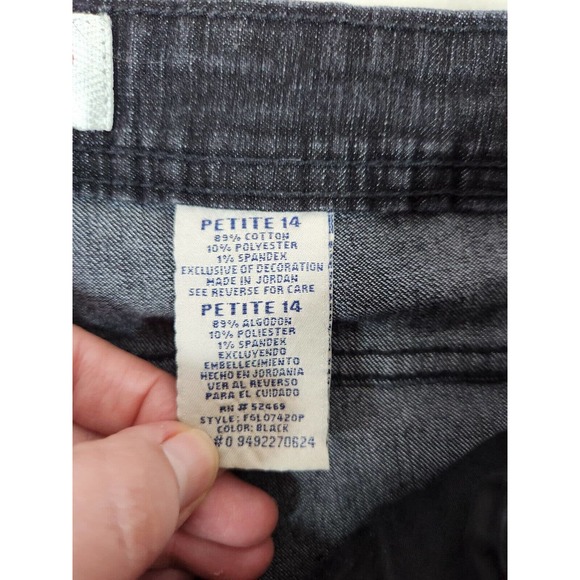 PETITE 14
89% COTTON
10% POLYESTER
1% SPANDEX
EXCLUSIVE OF DECORATION
MADE IN JORDAN
SEE REVERSE FOR CARE
PETITE 14
89% ALGODON
10% POLIESTER
1% SPANDEX
EXCLUYENDO
EMBELLECIMIENTO
HECHO EN JORDANIA
VER AL REVERSO
PARA EL CUIDADO
RN # 52469
STYLE: FGLO7420P
COLOR: BLACK
#0 9492270624